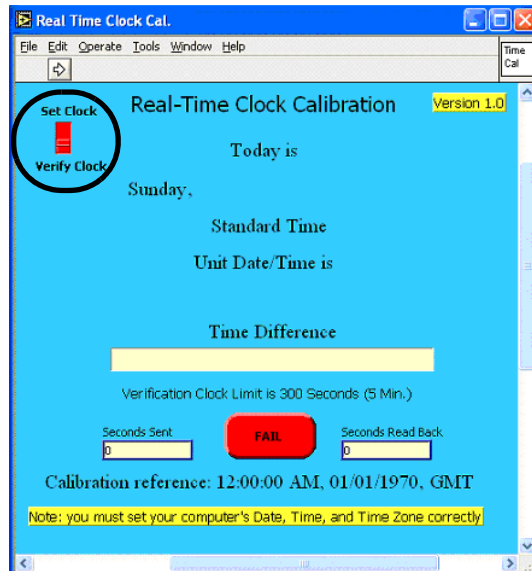 Real Time Clock Cal.
File Edit Operate Tools Window Help
Time
Cal
Real-Time Clock Calibration
Version 1.0
Set Clock
Verify Clock
Today is
Sunday,
Standard Time
Unit Date/Time is
Time Difference
Verification Clock Limit is 300 Seconds (5 Min.)
Seconds Sent
0
FAIL
Seconds Read Back
0
Calibration reference: 12:00:00 AM, 01/01/1970, GMT
Note: you must set your computer's Date, Time, and Time Zone correctly